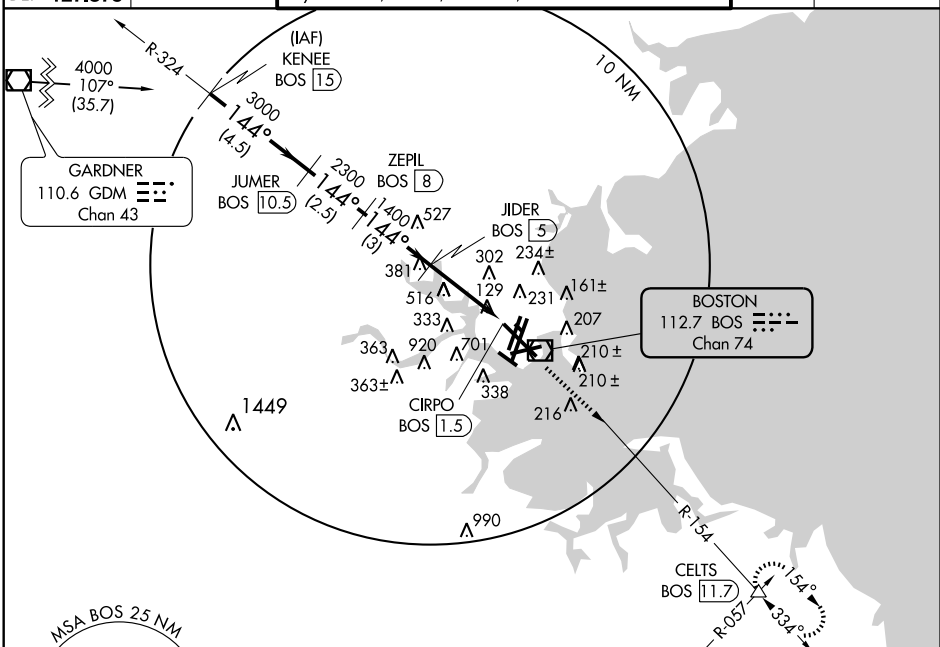 127.875
(IAF)
KENEE
BOS 15
R-324
10 NM
4000
107°
(35.7)
3000
144°
(4.5)
GARDNER
110.6 GDM
Chan 43
JUMER
BOS 10.5
2300
144°
(2.5)
ZEPIL
BOS 8
1400
144°
(3)
527
JIDER
BOS 5
381
302
234±
516
129
231
161±
333
207
BOSTON
112.7 BOS
Chan 74
363
920
701
210±
363±
338
210±
CIRPO
BOS 1.5
216
1449
990
R-154
CELTS
BOS 11.7
154°
334°
R-057
MSA BOS 25 NM